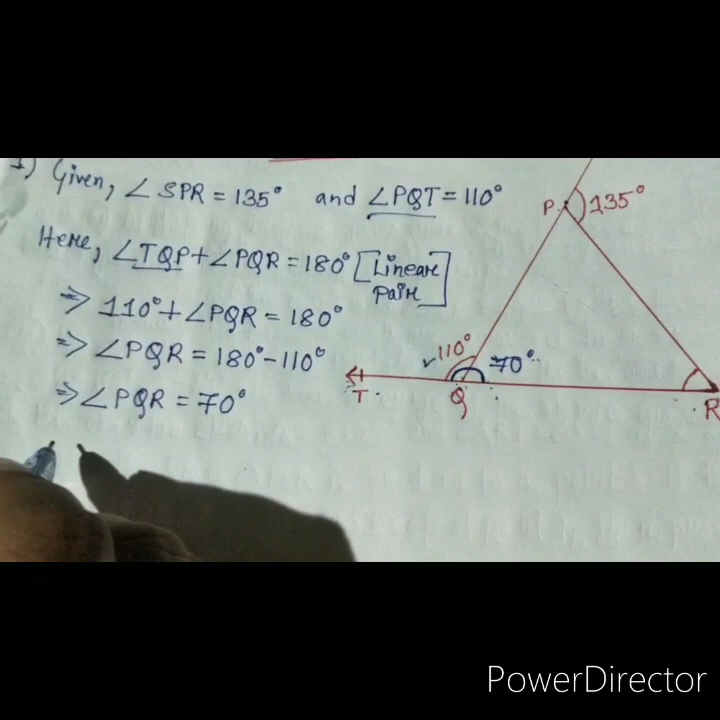 1) Given, ∠SPR = 135° and ∠PQT = 110°
Here, ∠TQP + ∠PQR = 180° [Linear pair]
⇒ 110° + ∠PQR = 180°
⇒ ∠PQR = 180° - 110°
⇒ ∠PQR = 70°
P
135°
110°
70°
T
Q
R
PowerDirector